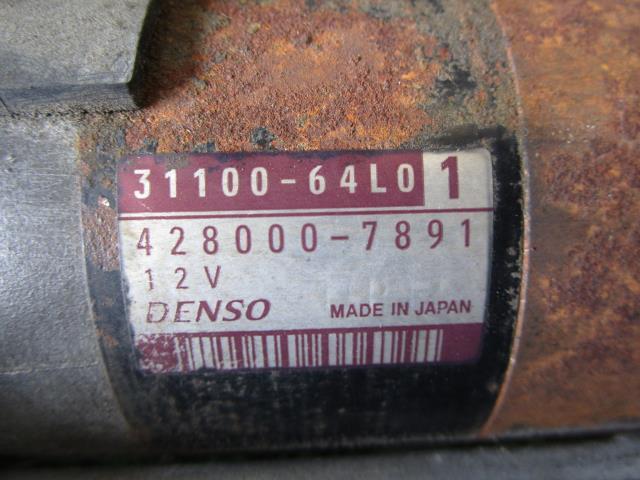 31100-64L0 1
428000-7891
12V
DENSO MADE IN JAPAN